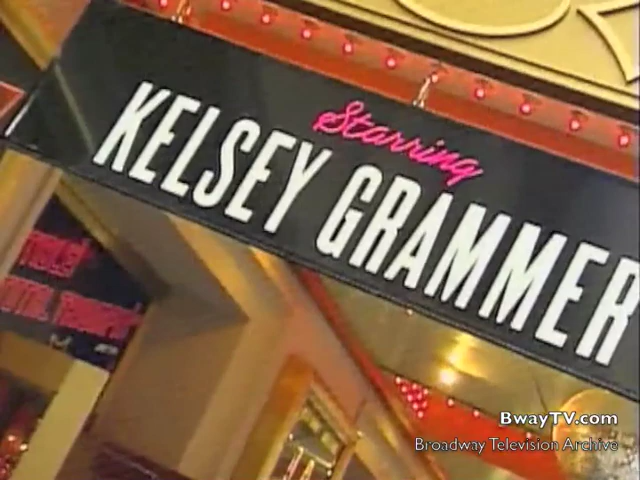 Starring
KELSEY GRAMMER
BwayTV.com
Broadway Television Archive